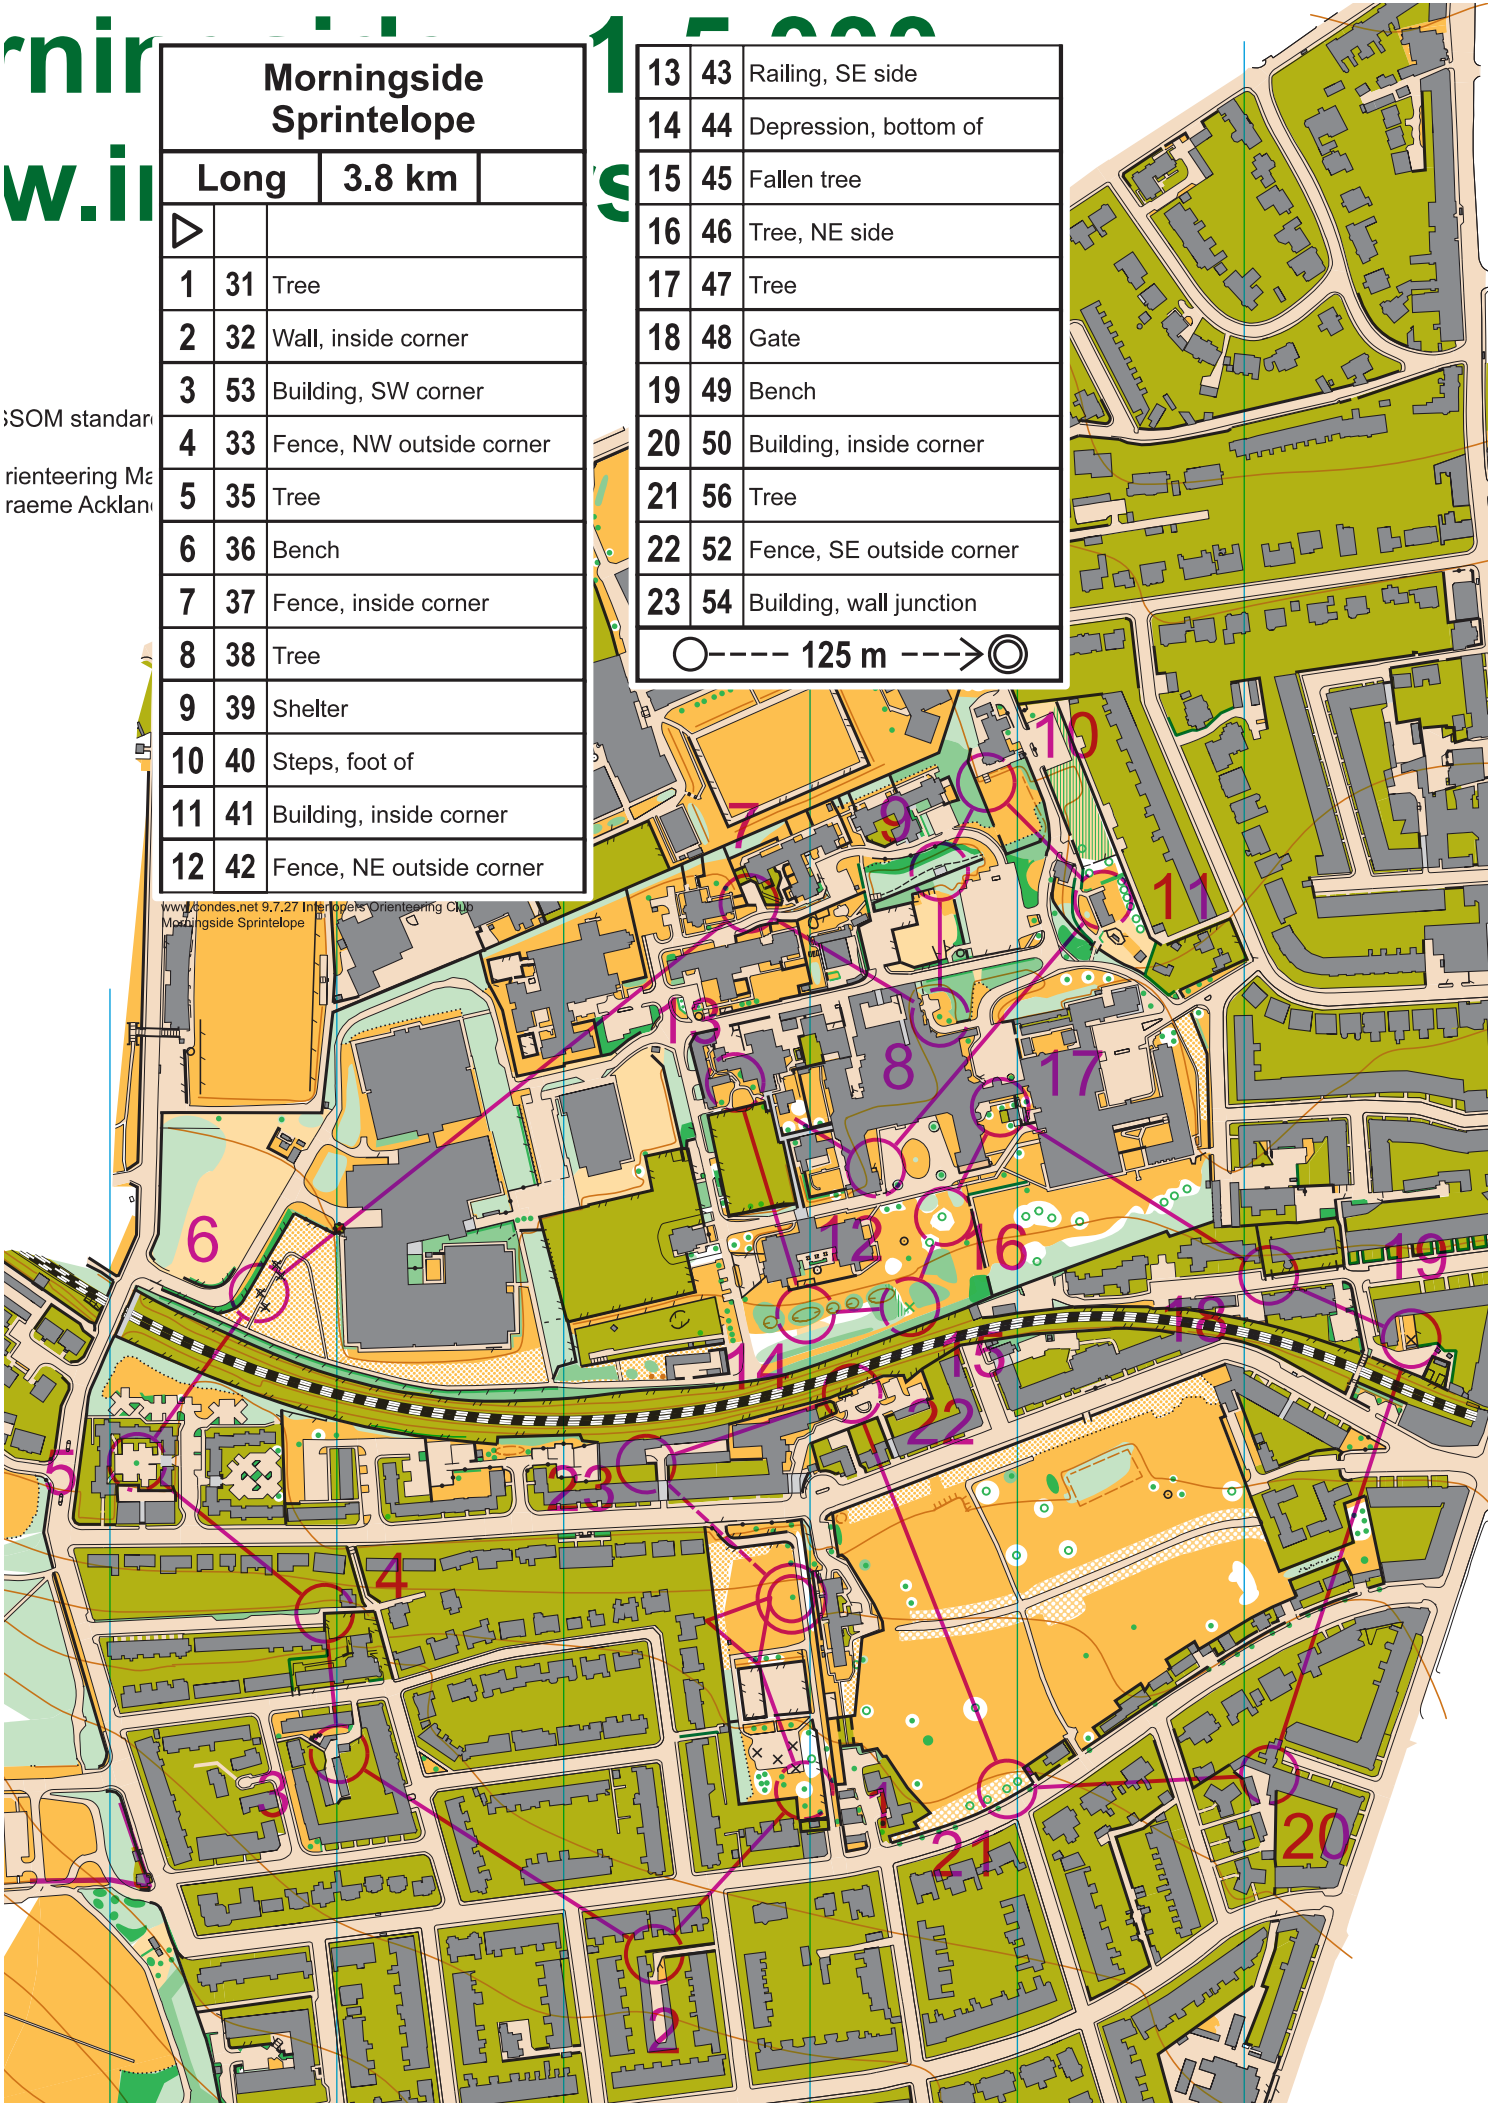 Morningside
Sprintelope
Long 3.8 km
1 31 Tree
2 32 Wall, inside corner
3 53 Building, SW corner
4 33 Fence, NW outside corner
5 35 Tree
6 36 Bench
7 37 Fence, inside corner
8 38 Tree
9 39 Shelter
10 40 Steps, foot of
11 41 Building, inside corner
12 42 Fence, NE outside corner
13 43 Railing, SE side
14 44 Depression, bottom of
15 45 Fallen tree
16 46 Tree, NE side
17 47 Tree
18 48 Gate
19 49 Bench
20 50 Building, inside corner
21 56 Tree
22 52 Fence, SE outside corner
23 54 Building, wall junction
125 m
www.condes.net 9.7.27 Interlopers Orienteering Club
Morningside Sprintelope
10
7
9
11
13
8
17
6
12
16
19
18
14
15
22
5
23
4
3
1
21
20
2